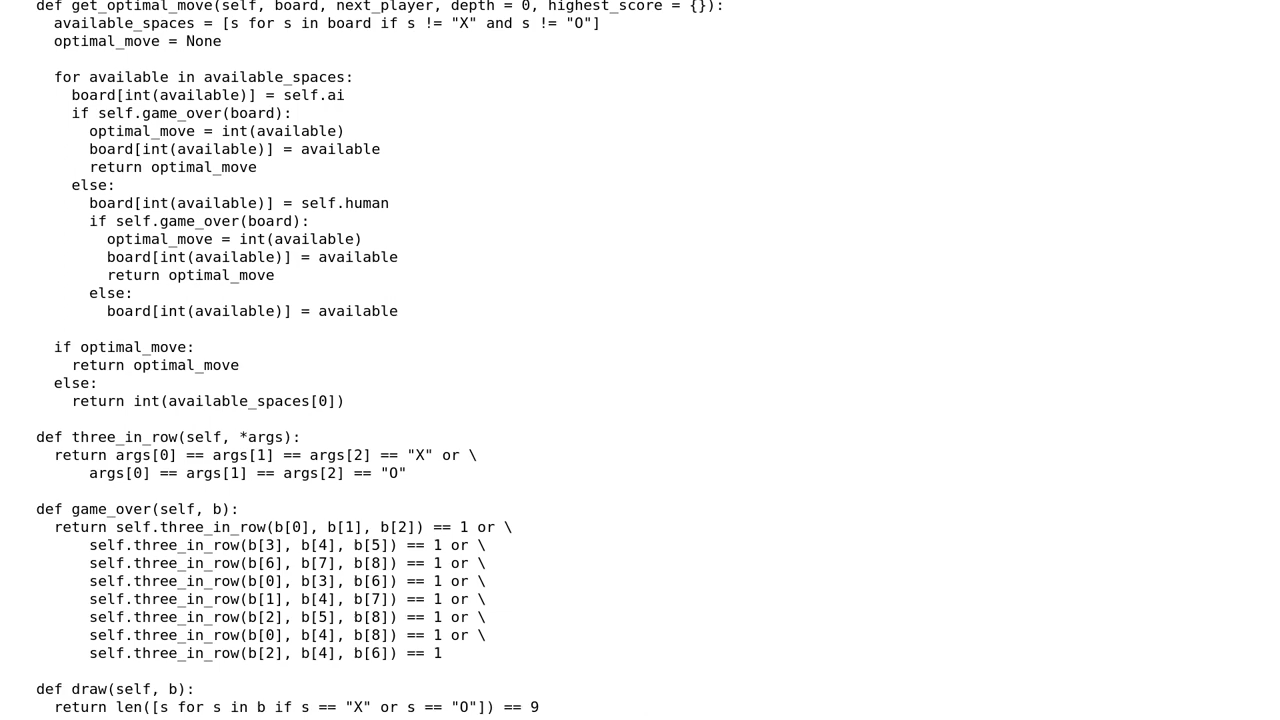 def get_optimal_move(self, board, next_player, depth = 0, highest_score = {}):
  available_spaces = [s for s in board if s != "X" and s != "O"]
  optimal_move = None

  for available in available_spaces:
    board[int(available)] = self.ai
    if self.game_over(board):
      optimal_move = int(available)
      board[int(available)] = available
      return optimal_move
    else:
      board[int(available)] = self.human
      if self.game_over(board):
        optimal_move = int(available)
        board[int(available)] = available
        return optimal_move
      else:
        board[int(available)] = available

  if optimal_move:
    return optimal_move
  else:
    return int(available_spaces[0])

def three_in_row(self, *args):
  return args[0] == args[1] == args[2] == "X" or \
      args[0] == args[1] == args[2] == "O"

def game_over(self, b):
  return self.three_in_row(b[0], b[1], b[2]) == 1 or \
      self.three_in_row(b[3], b[4], b[5]) == 1 or \
      self.three_in_row(b[6], b[7], b[8]) == 1 or \
      self.three_in_row(b[0], b[3], b[6]) == 1 or \
      self.three_in_row(b[1], b[4], b[7]) == 1 or \
      self.three_in_row(b[2], b[5], b[8]) == 1 or \
      self.three_in_row(b[0], b[4], b[8]) == 1 or \
      self.three_in_row(b[2], b[4], b[6]) == 1

def draw(self, b):
  return len([s for s in b if s == "X" or s == "O"]) == 9